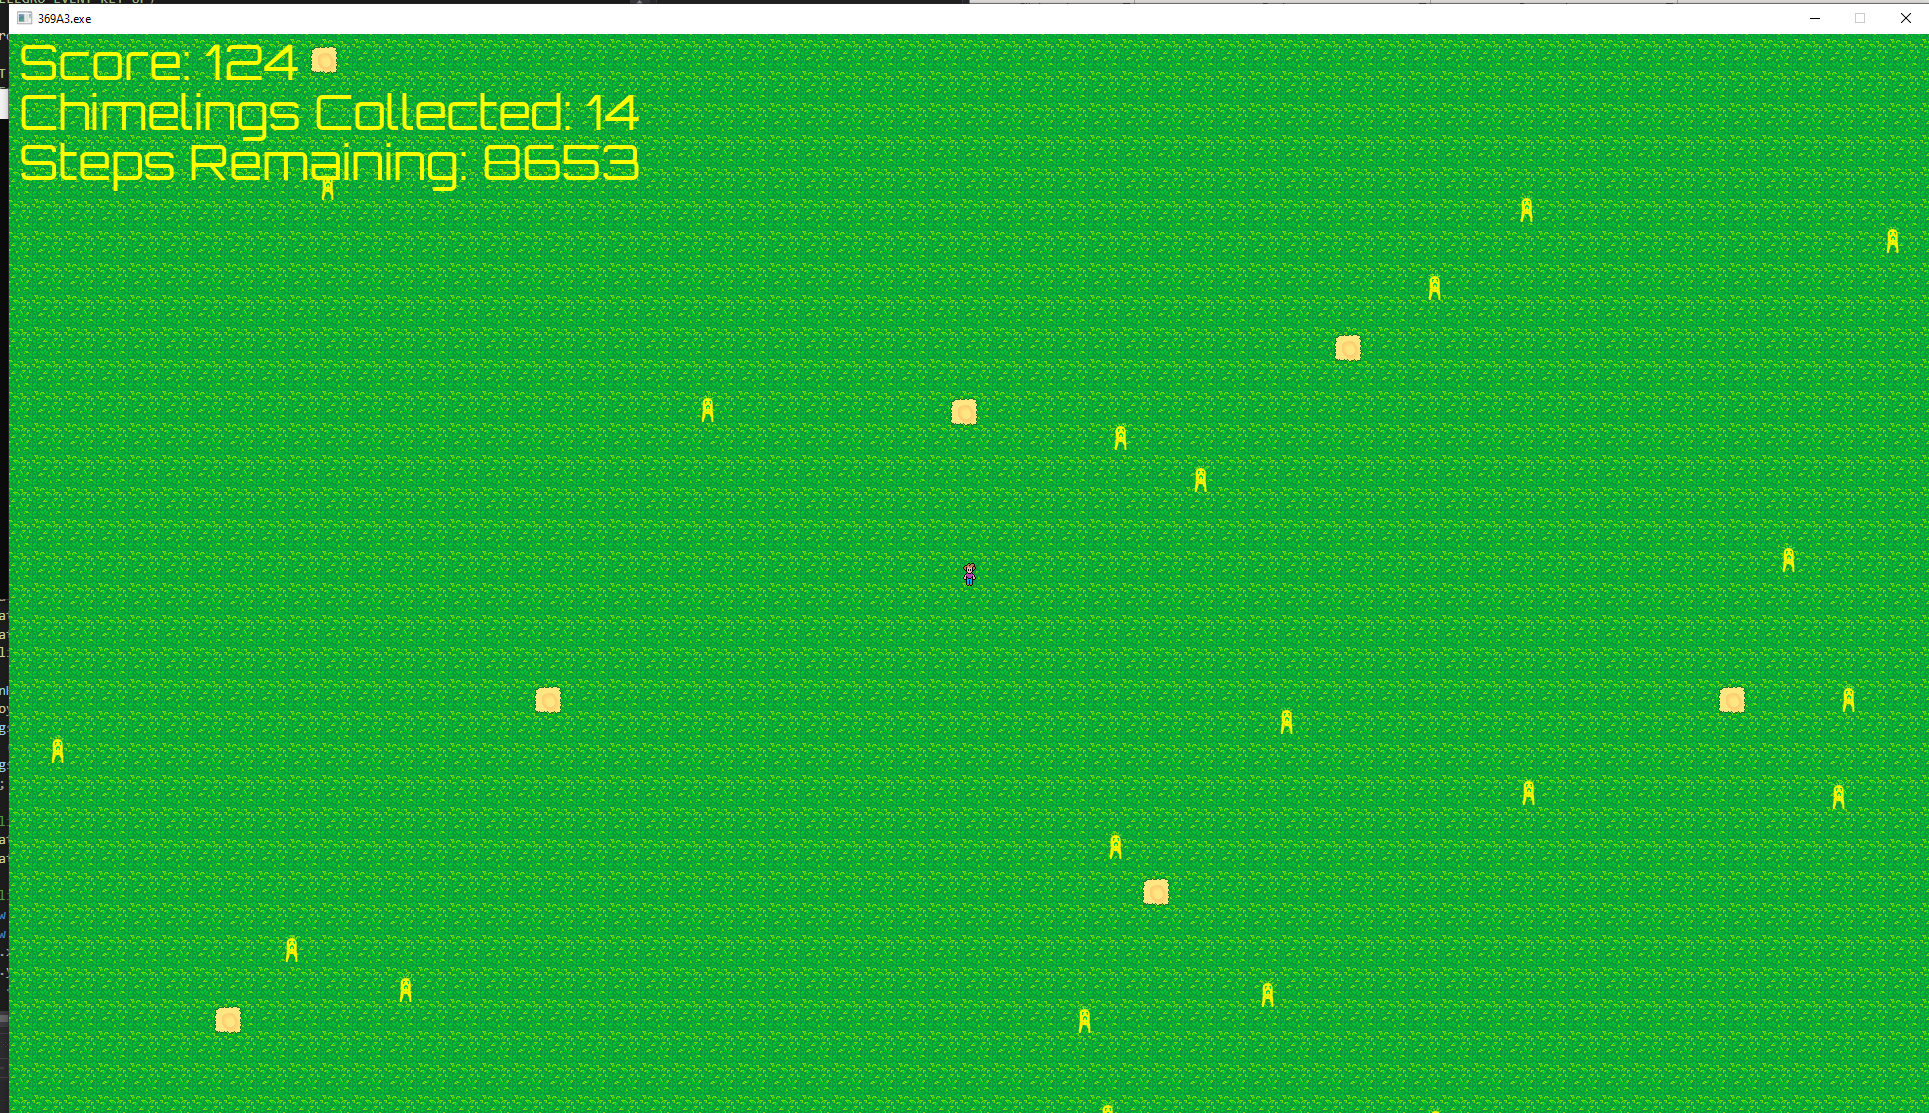 369A3.exe
Score: 124
Chimelings Collected: 14
Steps Remaining: 8653